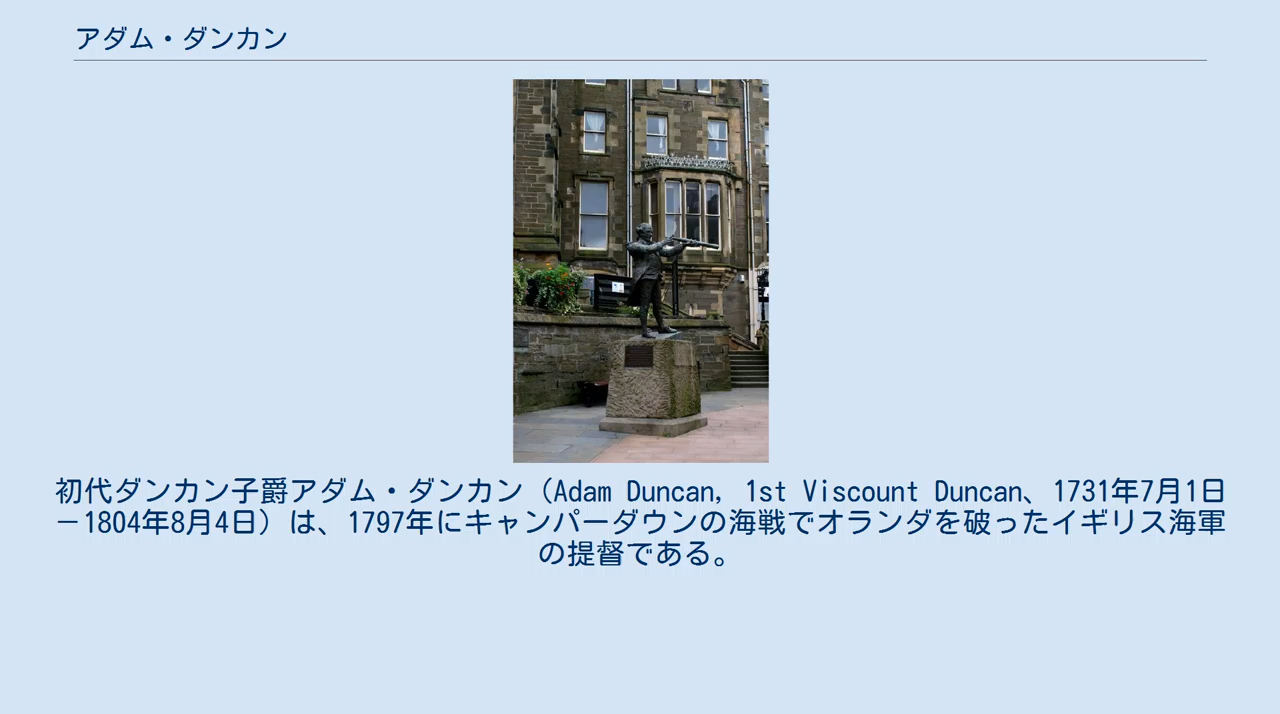 アダム・ダンカン
初代ダンカン子爵アダム・ダンカン（Adam Duncan, 1st Viscount Duncan、1731年7月1日
－1804年8月4日）は、1797年にキャンパーダウンの海戦でオランダを破ったイギリス海軍
の提督である。